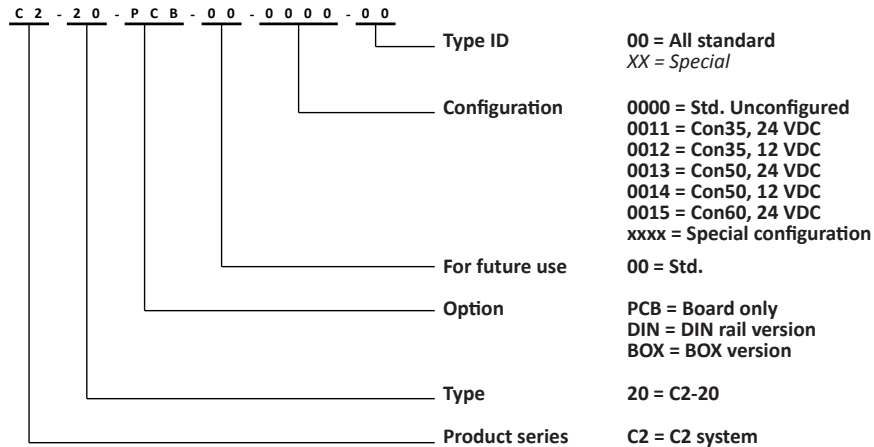 C2-20-PCB-00-0000-00
Type ID 00 = All standard
XX = Special
Configuration 0000 = Std. Unconfigured
0011 = Con35, 24 VDC
0012 = Con35, 12 VDC
0013 = Con50, 24 VDC
0014 = Con50, 12 VDC
0015 = Con60, 24 VDC
xxxx = Special configuration
For future use 00 = Std.
Option PCB = Board only
DIN = DIN rail version
BOX = BOX version
Type 20 = C2-20
Product series C2 = C2 system